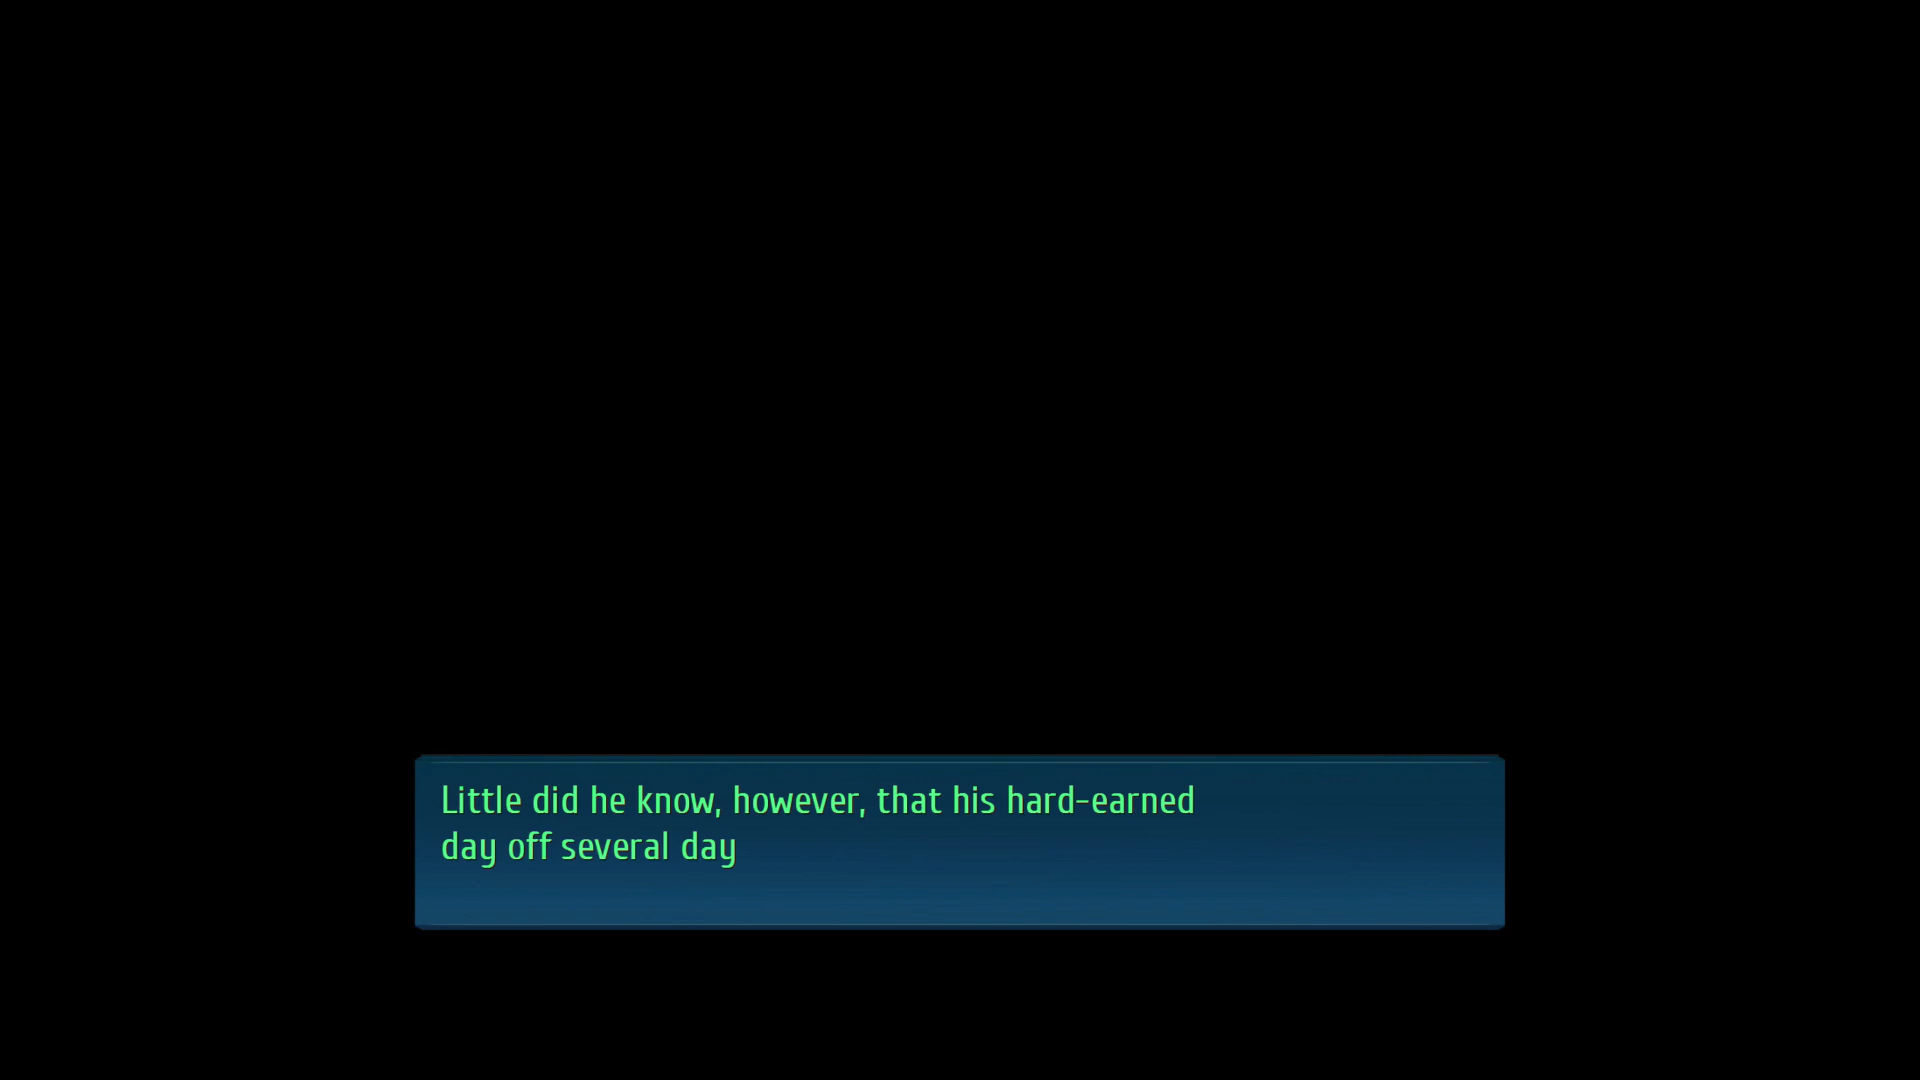 Little did he know, however, that his hard-earned
day off several day